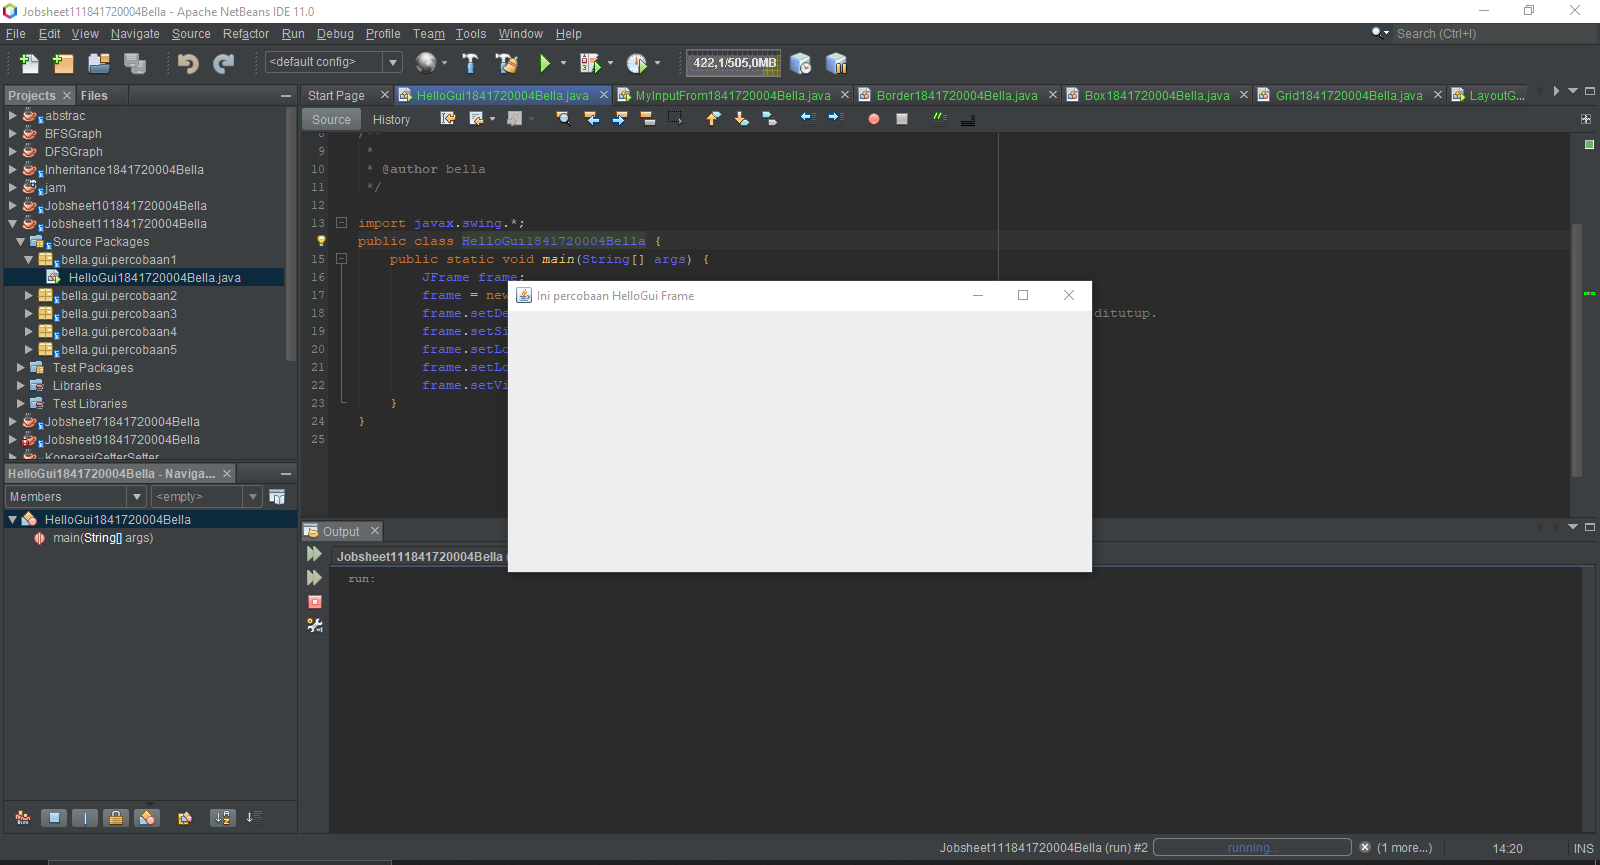 Jobsheet111841720004Bella - Apache NetBeans IDE 11.0
File Edit View Navigate Source Refactor Run Debug Profile Team Tools Window Help
Search (Ctrl+I)
<default config>
422,1/505,0MB
Projects Files
abstrac
BFSGraph
DFSGraph
Inheritance1841720004Bella
jam
Jobsheet101841720004Bella
Jobsheet111841720004Bella
Source Packages
bella.gui.percobaan1
HelloGui1841720004Bella.java
bella.gui.percobaan2
bella.gui.percobaan3
bella.gui.percobaan4
bella.gui.percobaan5
Test Packages
Libraries
Test Libraries
Jobsheet71841720004Bella
Jobsheet91841720004Bella
KoperasiGetterSetter
HelloGui1841720004Bella - Naviga...
Members <empty>
HelloGui1841720004Bella
main(String[] args)
Start Page HelloGui1841720004Bella.java MyInputFrom1841720004Bella.java Border1841720004Bella.java Box1841720004Bella.java Grid1841720004Bella.java LayoutG...
Source History
8 /**
9 *
10 * @author bella
11 */
12
13 import javax.swing.*;
public class HelloGui1841720004Bella {
15 public static void main(String[] args) {
16 JFrame frame;
17 frame = new
18 frame.setDe ditutup.
19 frame.setSi
20 frame.setLo
21 frame.setLo
22 frame.setVi
23 }
24 }
25
Ini percobaan HelloGui Frame
Output
Jobsheet111841720004Bella (
run:
Jobsheet111841720004Bella (run) #2 running... (1 more...) 14:20 INS